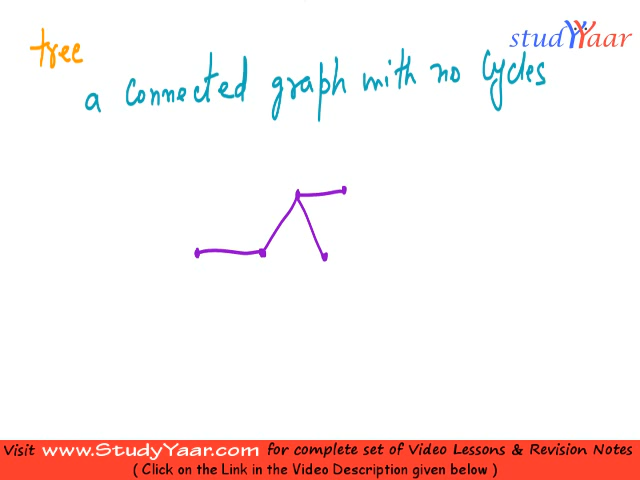 tree
studYYaar
a connected graph with no cycles
Visit www.StudyYaar.com for complete set of Video Lessons & Revision Notes
( Click on the Link in the Video Description given below )